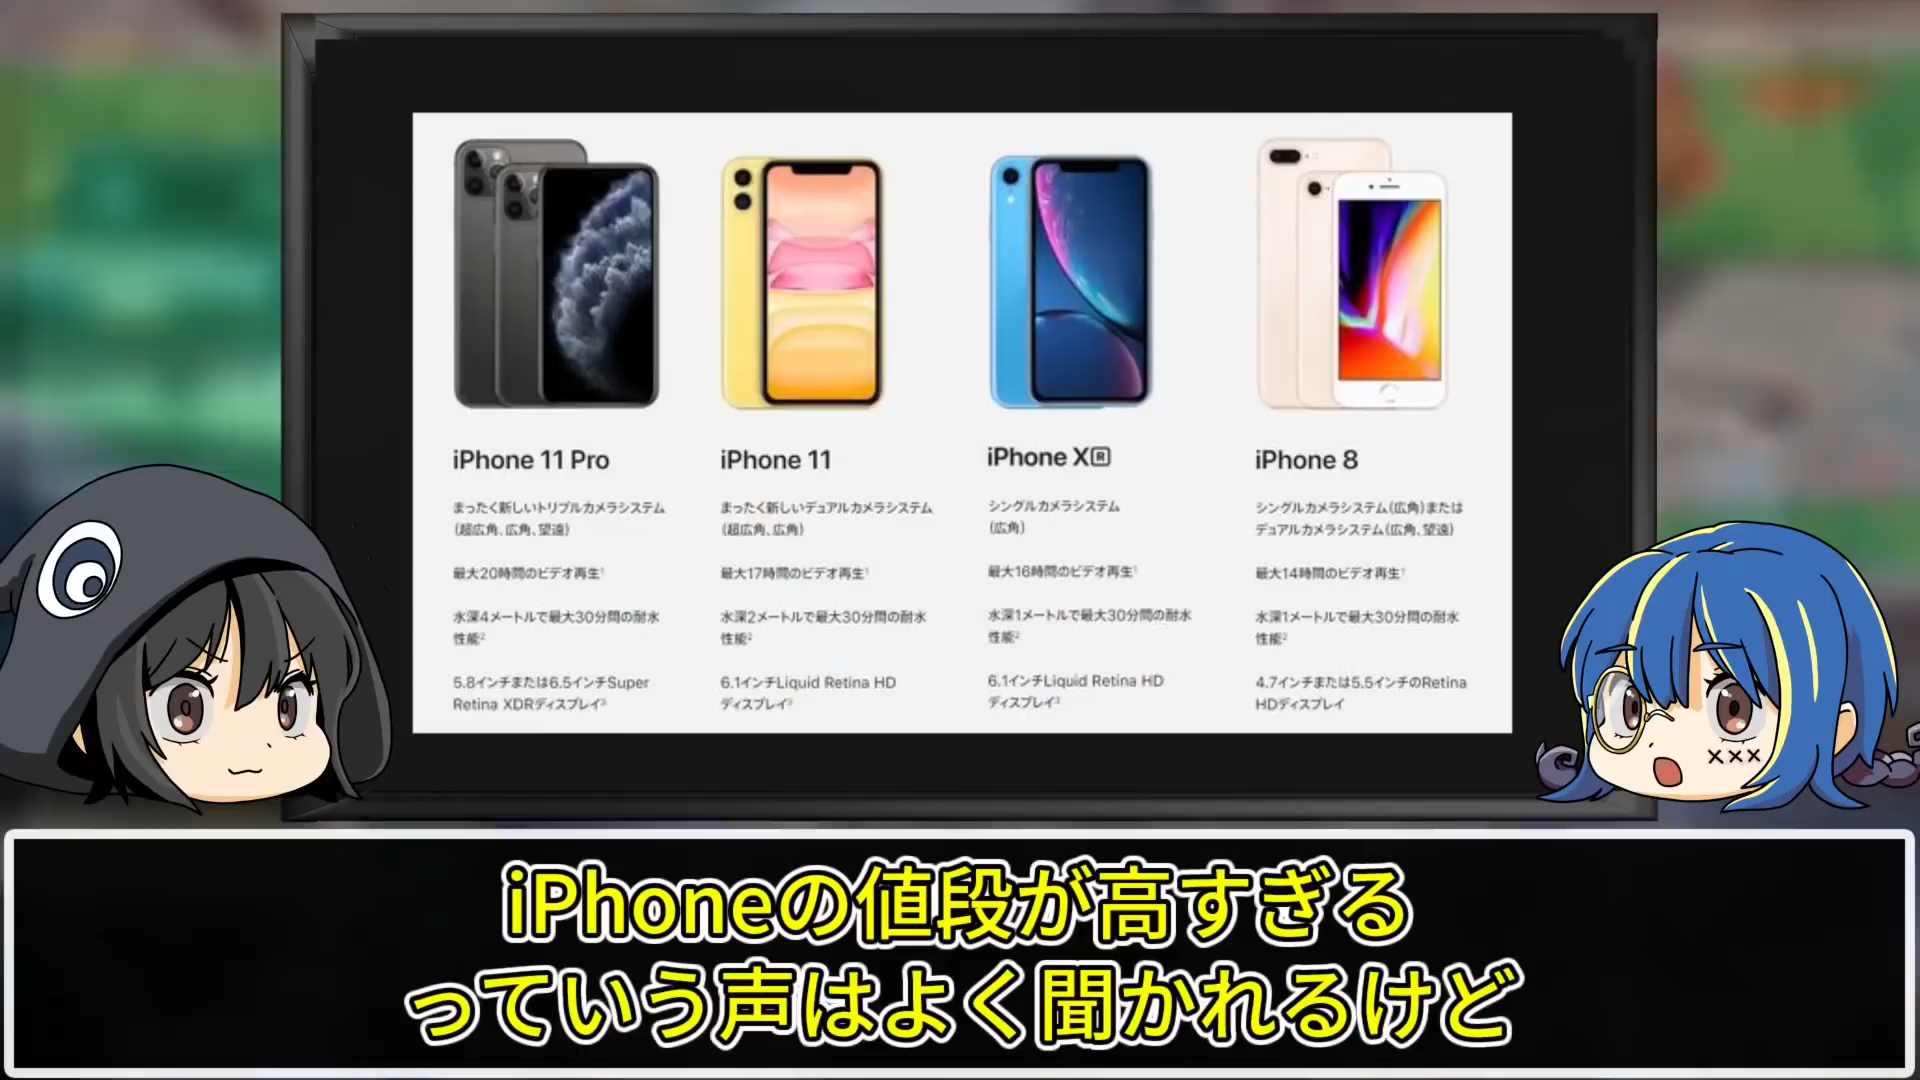 iPhone 11 Pro
まったく新しいトリプルカメラシステム
(超広角、広角、望遠)
最大20時間のビデオ再生¹
水深4メートルで最大30分間の耐水
性能²
5.8インチまたは6.5インチSuper
Retina XDRディスプレイ³
iPhone 11
まったく新しいデュアルカメラシステム
(超広角、広角)
最大17時間のビデオ再生¹
水深2メートルで最大30分間の耐水
性能²
6.1インチLiquid Retina HD
ディスプレイ³
iPhone XR
シングルカメラシステム
(広角)
最大16時間のビデオ再生¹
水深1メートルで最大30分間の耐水
性能²
6.1インチLiquid Retina HD
ディスプレイ³
iPhone 8
シングルカメラシステム(広角)または
デュアルカメラシステム(広角、望遠)
最大14時間のビデオ再生¹
水深1メートルで最大30分間の耐水
性能²
4.7インチまたは5.5インチのRetina
HDディスプレイ
iPhoneの値段が高すぎる
っていう声はよく聞かれるけど